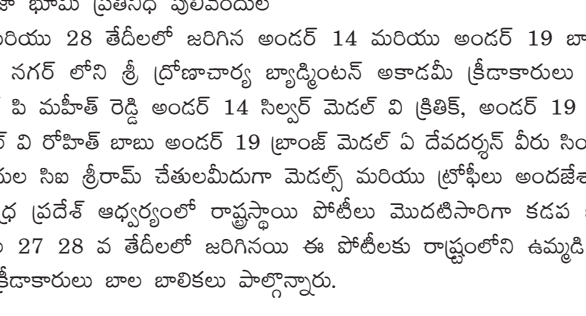 భూమి ప్రతినిధి పులివెందుల
28 తేదీలలో జరిగిన అండర్ 14 మరియు అండర్ 19
నగర్ లోని శ్రీ ద్రోణాచార్య బ్యాడ్మింటన్ అకాడమీ క్రీడాకారులు
పి మహీత్ రెడ్డి అండర్ 14 సిల్వర్ మెడల్ వి క్రితిక్, అండర్ 19
వి రోహిత్ బాబు అండర్ 19 బ్రాంజ్ మెడల్ ఏ దేవదర్శన్ వీరు
సిఐ శ్రీరామ్ చేతులమీదుగా మెడల్స్ మరియు ట్రోఫీలు
ప్రదేశ్ ఆధ్వర్యంలో రాష్ట్రస్థాయి పోటీలు మొదటిసారిగా కడప
27 28 వ తేదీలలో జరిగినయి ఈ పోటీలకు రాష్ట్రంలోని ఉమ్మడి
క్రీడాకారులు బాల బాలికలు పాల్గొన్నారు.